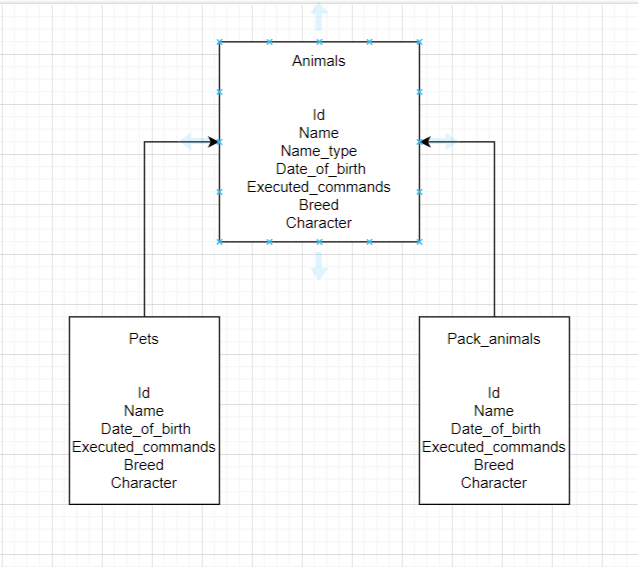 Animals
Id
Name
Name_type
Date_of_birth
Executed_commands
Breed
Character
Pets
Id
Name
Date_of_birth
Executed_commands
Breed
Character
Pack_animals
Id
Name
Date_of_birth
Executed_commands
Breed
Character